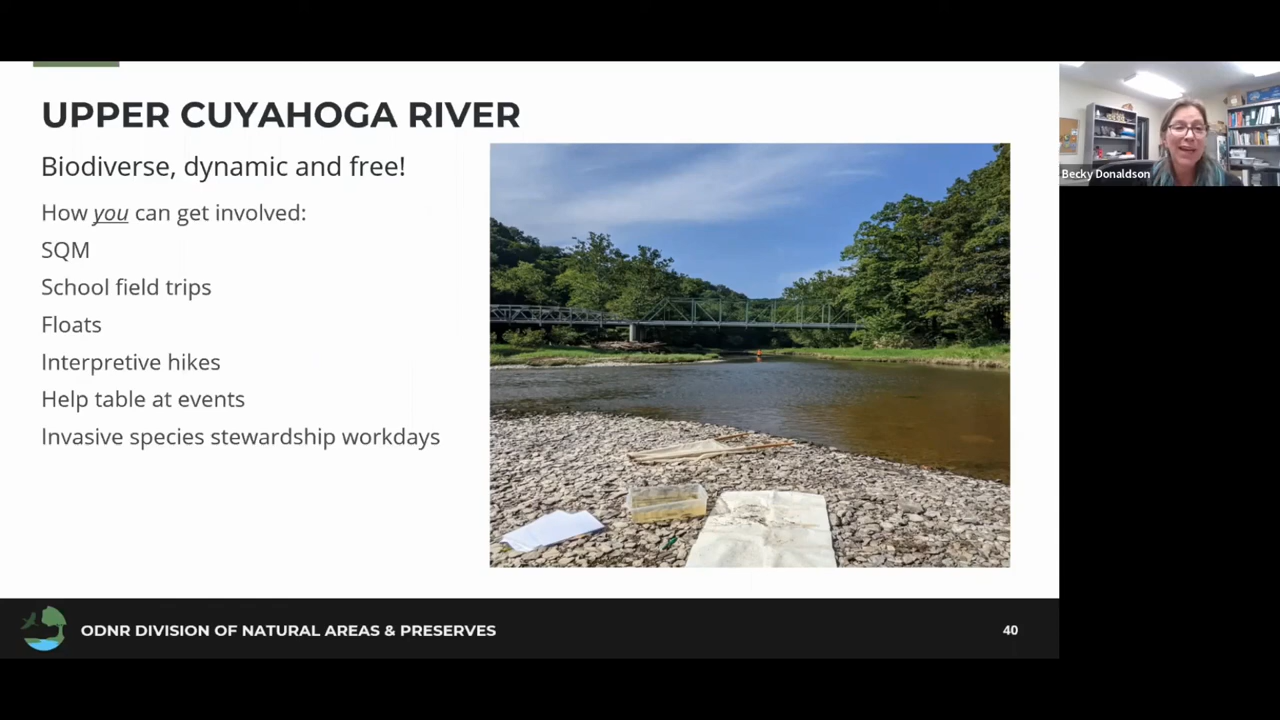 UPPER CUYAHOGA RIVER
Biodiverse, dynamic and free!
How you can get involved:
SQM
School field trips
Floats
Interpretive hikes
Help table at events
Invasive species stewardship workdays
Becky Donaldson
ODNR DIVISION OF NATURAL AREAS & PRESERVES
40